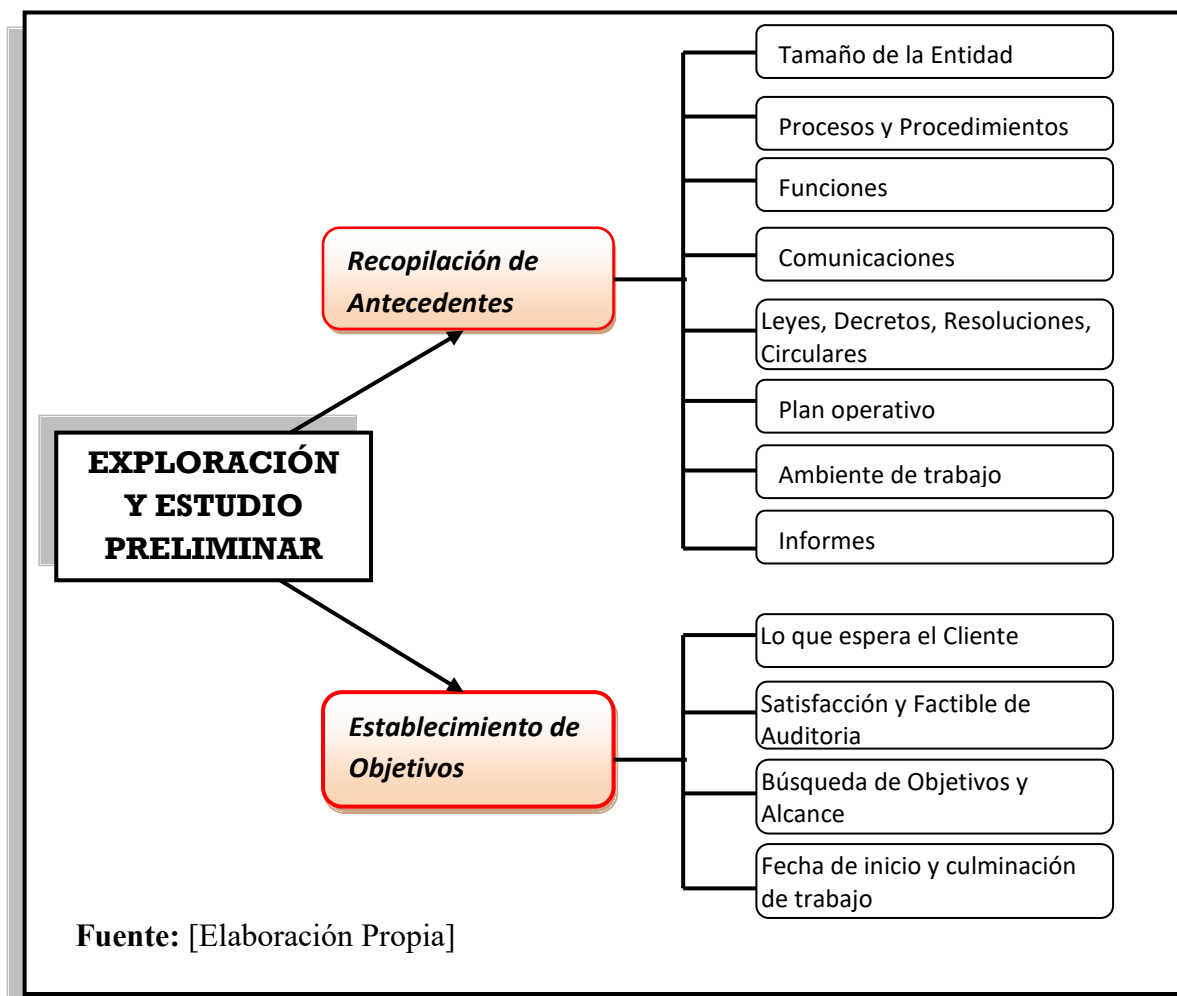 EXPLORACIÓN
Y ESTUDIO
PRELIMINAR
Recopilación de
Antecedentes
Tamaño de la Entidad
Procesos y Procedimientos
Funciones
Comunicaciones
Leyes, Decretos, Resoluciones,
Circulares
Plan operativo
Ambiente de trabajo
Informes
Establecimiento de
Objetivos
Lo que espera el Cliente
Satisfacción y Factible de
Auditoria
Búsqueda de Objetivos y
Alcance
Fecha de inicio y culminación
de trabajo
Fuente: [Elaboración Propia]